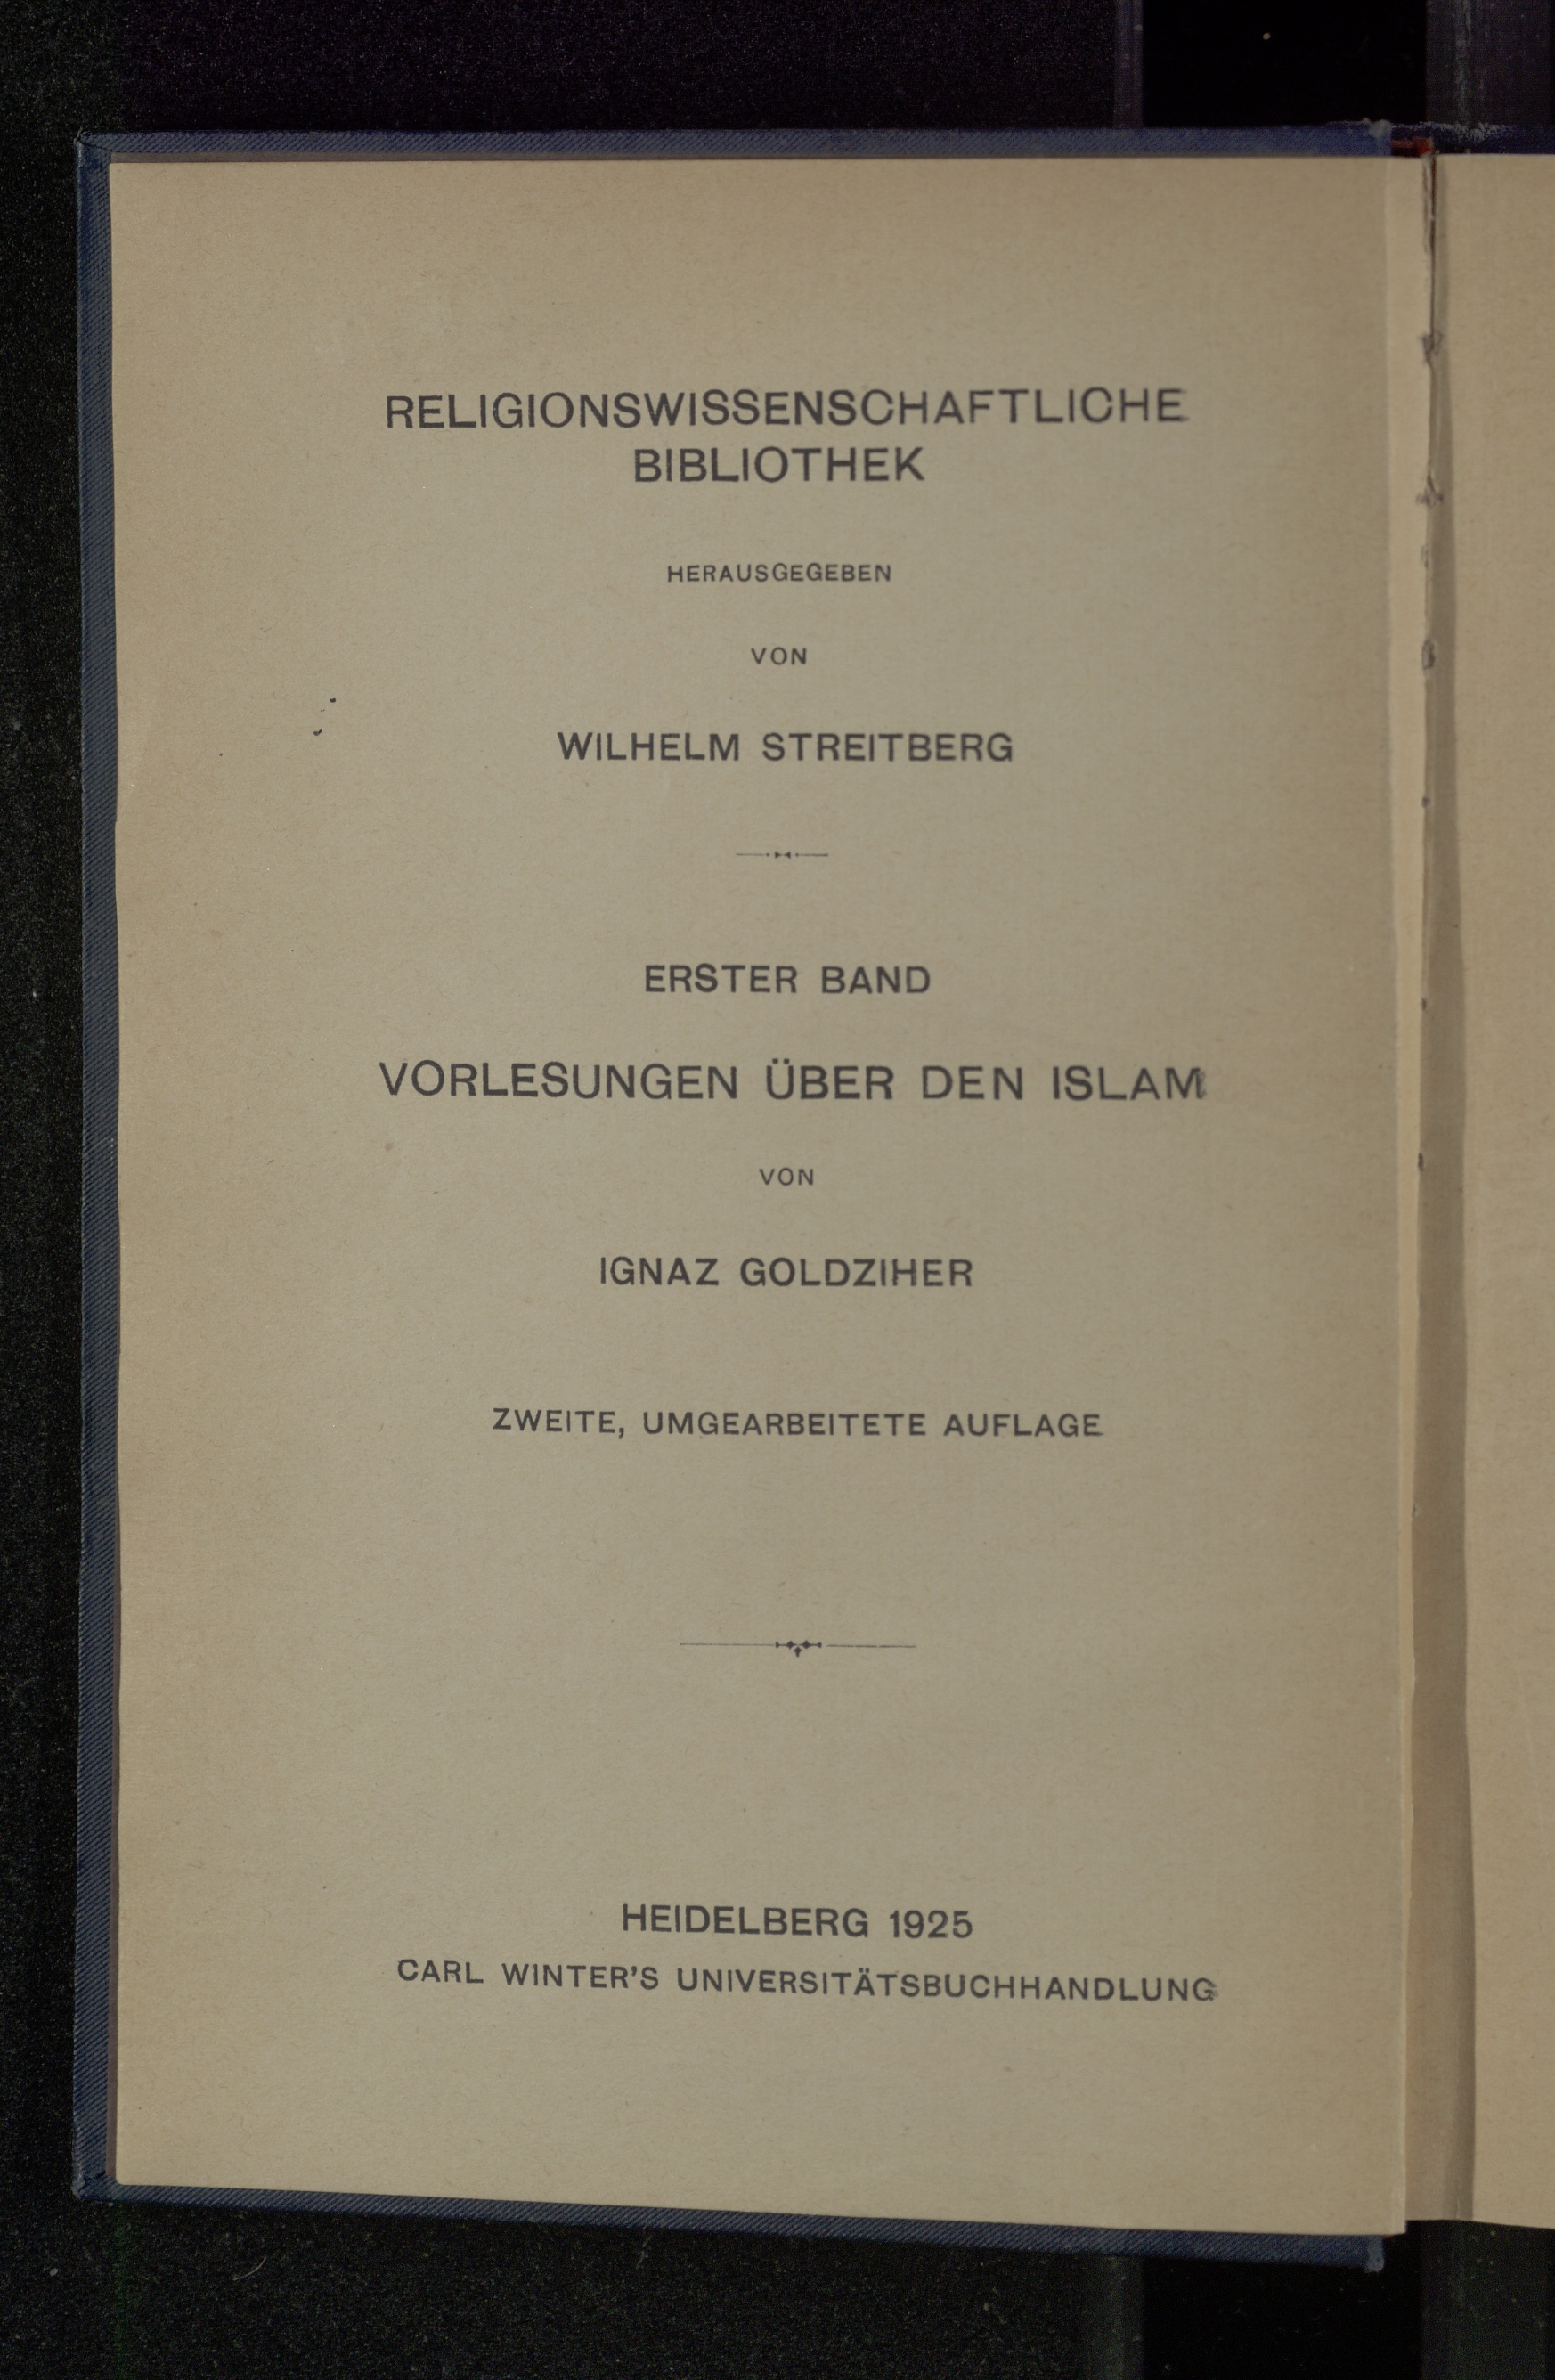 RELIGIONSWISSENSCHAFTLICHE
BIBLIOTHEK
HERAUSGEGEBEN
VON
WILHELM STREITBERG
ERSTER BAND
VORLESUNGEN ÜBER DEN ISLAM
VON
IGNAZ GOLDZIHER
ZWEITE, UMGEARBEITETE AUFLAGE
HEIDELBERG 1925
CARL WINTER'S UNIVERSITÄTSBUCHHANDLUNG